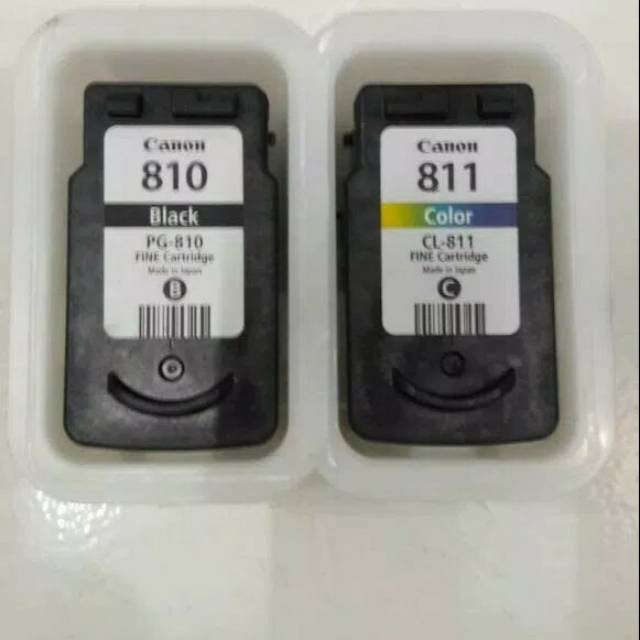 Canon
810
Black
PG-810
FINE Cartridge
Made in Japan
B
Canon
811
Color
CL-811
FINE Cartridge
Made in Japan
C